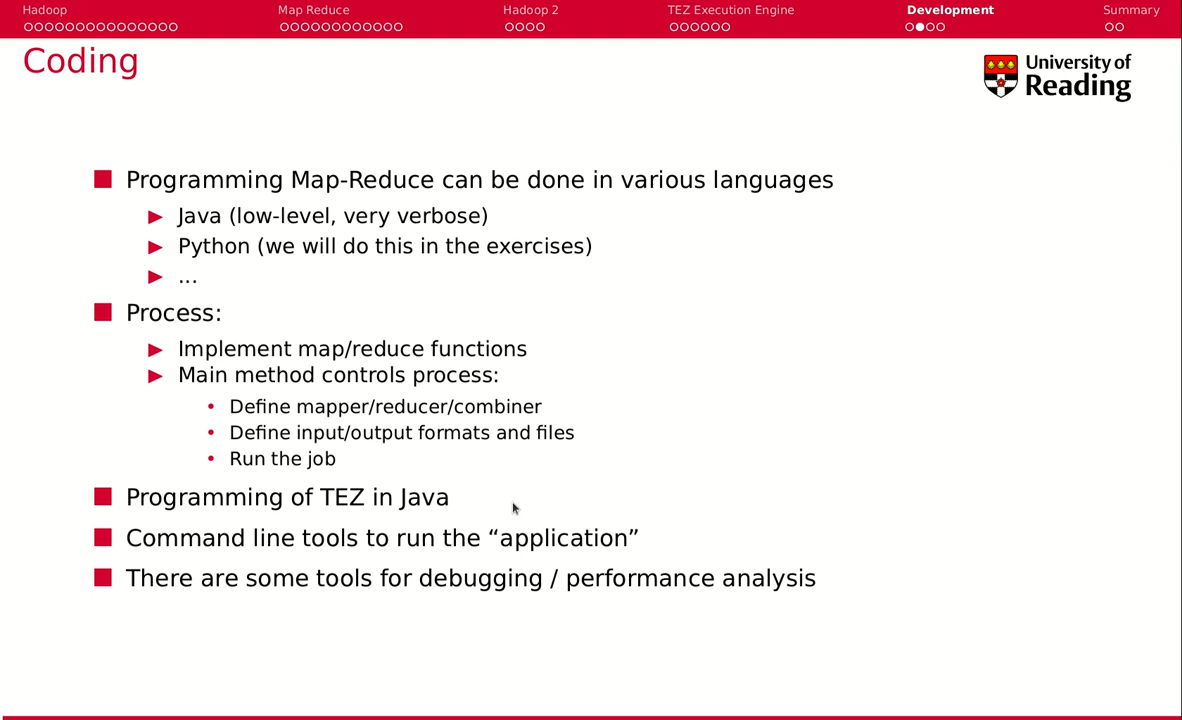 Hadoop
Map Reduce
Hadoop 2
TEZ Execution Engine
Development
Summary
Coding
University of
Reading
Programming Map-Reduce can be done in various languages
Java (low-level, very verbose)
Python (we will do this in the exercises)
...
Process:
Implement map/reduce functions
Main method controls process:
Define mapper/reducer/combiner
Define input/output formats and files
Run the job
Programming of TEZ in Java
Command line tools to run the “application”
There are some tools for debugging / performance analysis